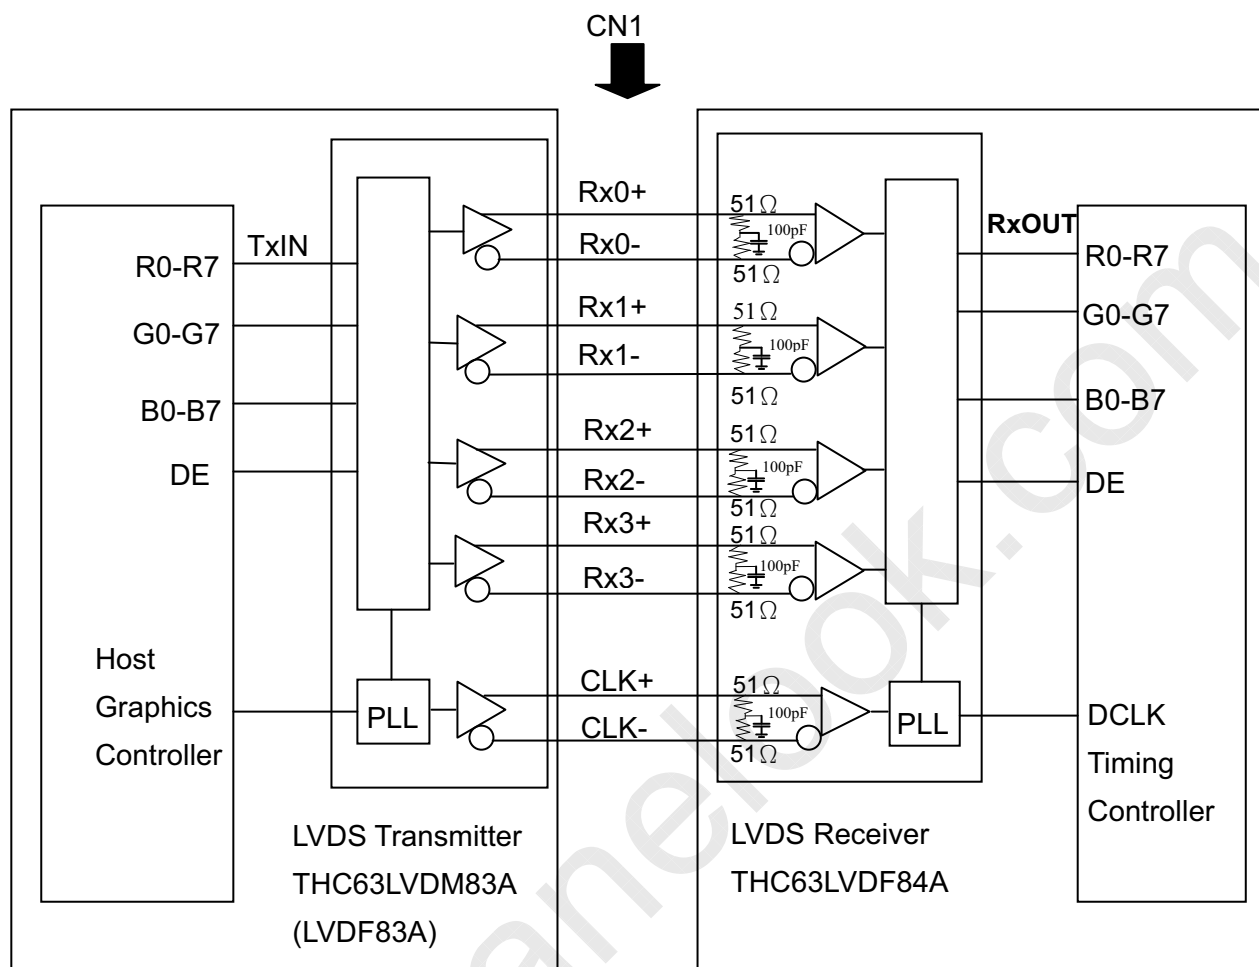 CN1
Host
Graphics
Controller
R0-R7
G0-G7
B0-B7
DE
TxIN
PLL
LVDS Transmitter
THC63LVDM83A
(LVDF83A)
Rx0+
Rx0-
Rx1+
Rx1-
Rx2+
Rx2-
Rx3+
Rx3-
CLK+
CLK-
51Ω
100pF
51Ω
51Ω
100pF
51Ω
51Ω
100pF
51Ω
51Ω
100pF
51Ω
51Ω
100pF
51Ω
PLL
LVDS Receiver
THC63LVDF84A
RxOUT
R0-R7
G0-G7
B0-B7
DE
DCLK
Timing
Controller
anelook.com